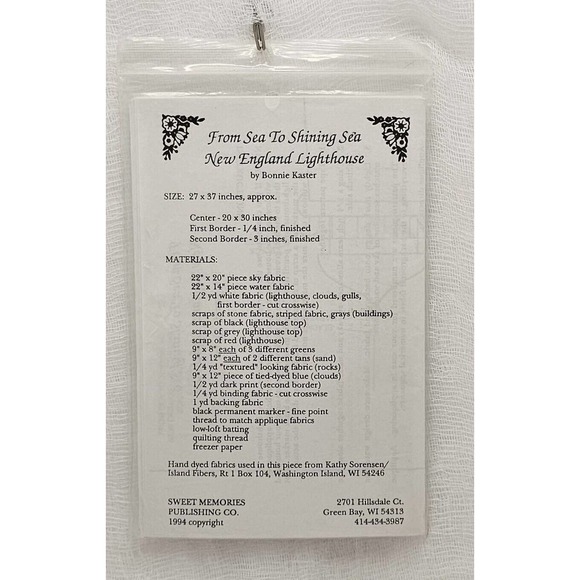 From Sea To Shining Sea
New England Lighthouse
by Bonnie Kaster
SIZE: 27 x 37 inches, approx.
Center - 20 x 30 inches
First Border - 1/4 inch, finished
Second Border - 3 inches, finished
MATERIALS:
22" x 20" piece sky fabric
22" x 14" piece water fabric
1/2 yd white fabric (lighthouse, clouds, gulls,
first border - cut crosswise)
scraps of stone fabric, striped fabric, grays (buildings)
scrap of black (lighthouse top)
scrap of grey (lighthouse top)
scrap of red (lighthouse)
9" x 8" each of 3 different greens
9" x 12" each of 2 different tans (sand)
1/4 yd "textured" looking fabric (rocks)
9" x 12" piece of tied-dyed blue (clouds)
1/2 yd dark print (second border)
1/4 yd binding fabric - cut crosswise
1 yd backing fabric
black permanent marker - fine point
thread to match applique fabrics
low-loft batting
quilting thread
freezer paper
Hand dyed fabrics used in this piece from Kathy Sorensen/
Island Fibers, Rt 1 Box 104, Washington Island, WI 54246
SWEET MEMORIES
PUBLISHING CO.
1994 copyright
2701 Hillsdale Ct.
Green Bay, WI 54313
414-434-3987